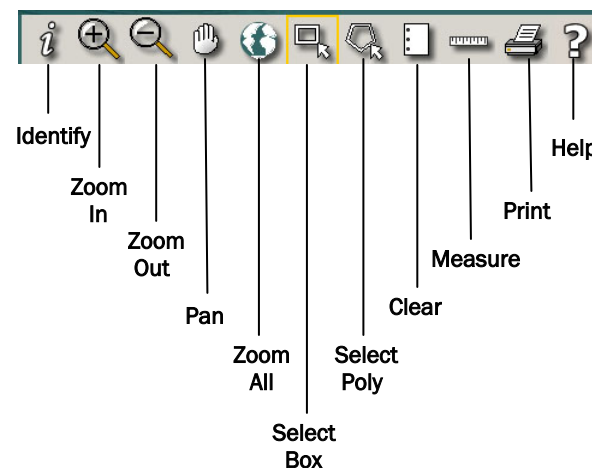 Identify
Zoom
In
Zoom
Out
Pan
Zoom
All
Select
Box
Select
Poly
Clear
Measure
Print
Help